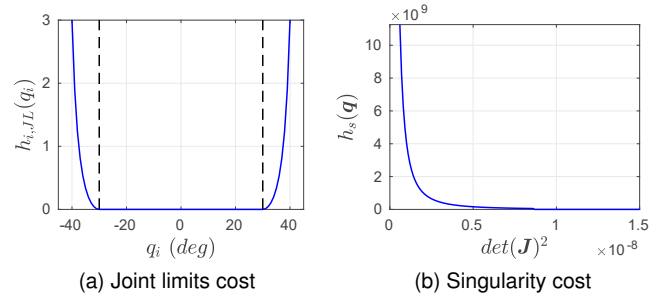 3
2
1
0
-40 -20 0 20 40
h_{i,JL}(q_i)
q_i (deg)
(a) Joint limits cost
×10^9
10
8
6
4
2
0
0 0.5 1 1.5
×10^{-8}
h_s(q)
det(J)^2
(b) Singularity cost